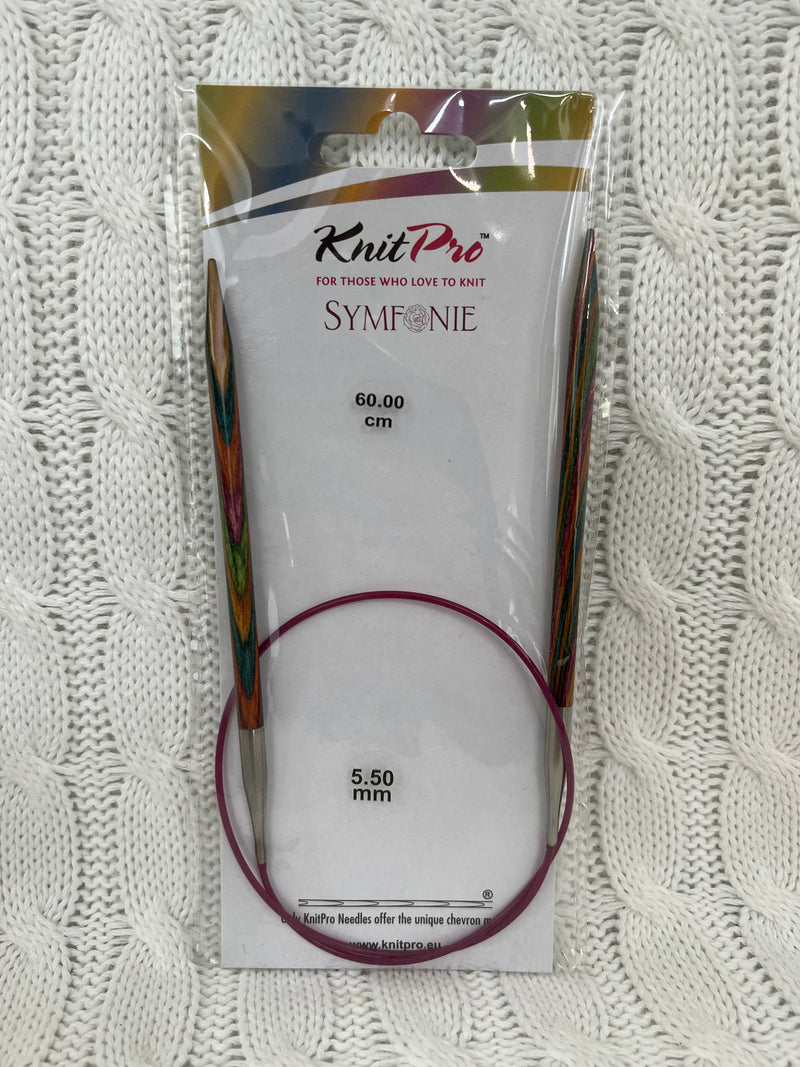 KnitPro™
FOR THOSE WHO LOVE TO KNIT
SYMFONIE
60.00
cm
5.50
mm
®
KnitPro Needles offer the unique chevron
www.knitpro.eu